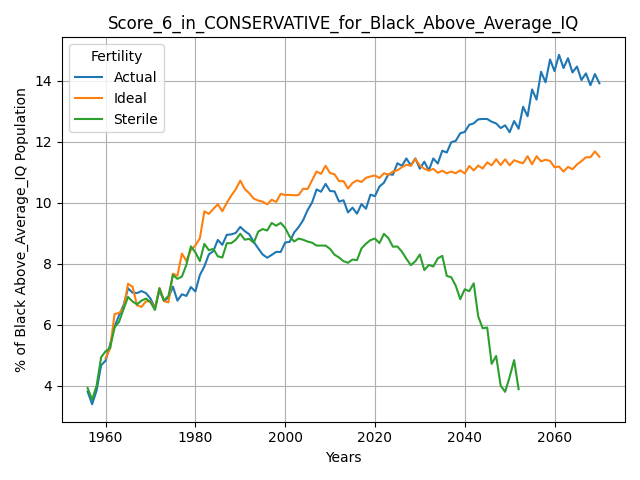 Score_6_in_CONSERVATIVE_for_Black_Above_Average_IQ
Fertility
Actual
Ideal
Sterile
% of Black Above_Average_IQ Population
14
12
10
8
6
4
1960
1980
2000
2020
2040
2060
Years